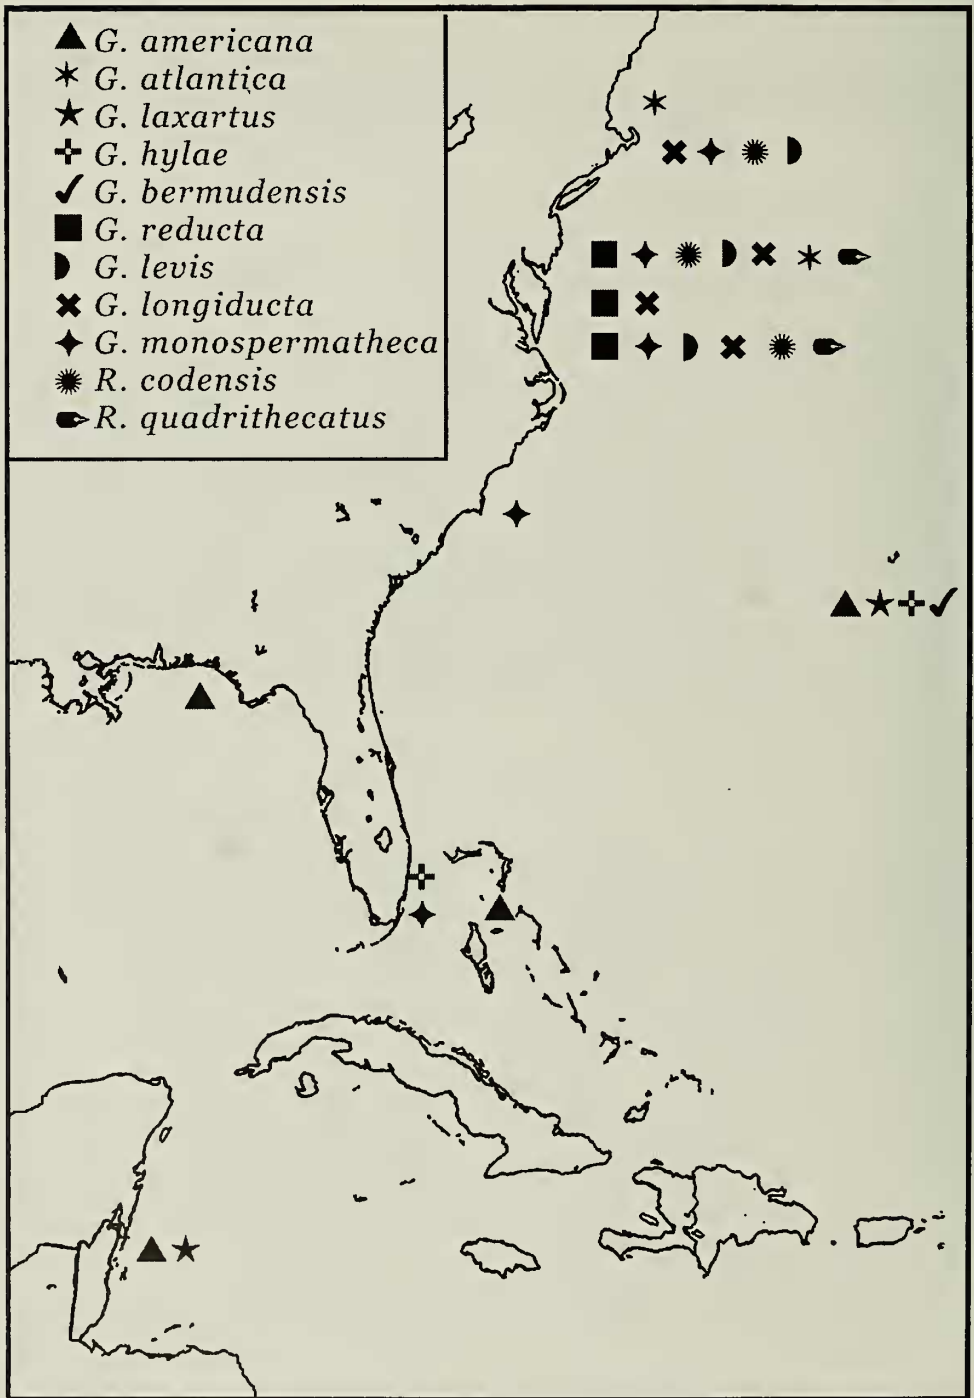 G. americana
G. atlantica
G. laxartus
G. hylae
G. bermudensis
G. reducta
G. levis
G. longiducta
G. monospermatheca
R. codensis
R. quadrithecatus